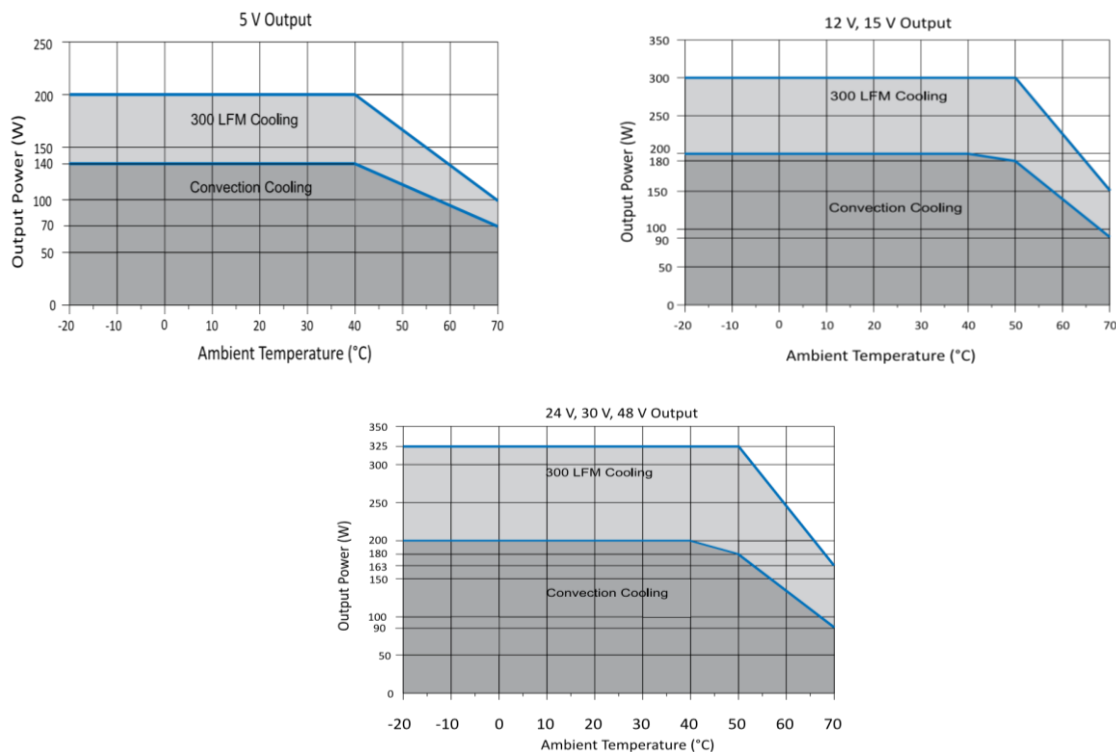 5 V Output
250
200
150
140
100
70
50
0
300 LFM Cooling
Convection Cooling
Output Power (W)
-20 -10 0 10 20 30 40 50 60 70
Ambient Temperature (°C)
12 V, 15 V Output
350
300
250
200
180
150
100
90
50
0
300 LFM Cooling
Convection Cooling
Output Power (W)
-20 -10 0 10 20 30 40 50 60 70
Ambient Temperature (°C)
24 V, 30 V, 48 V Output
350
325
300
250
200
180
163
150
100
90
50
0
300 LFM Cooling
Convection Cooling
Output Power (W)
-20 -10 0 10 20 30 40 50 60 70
Ambient Temperature (°C)